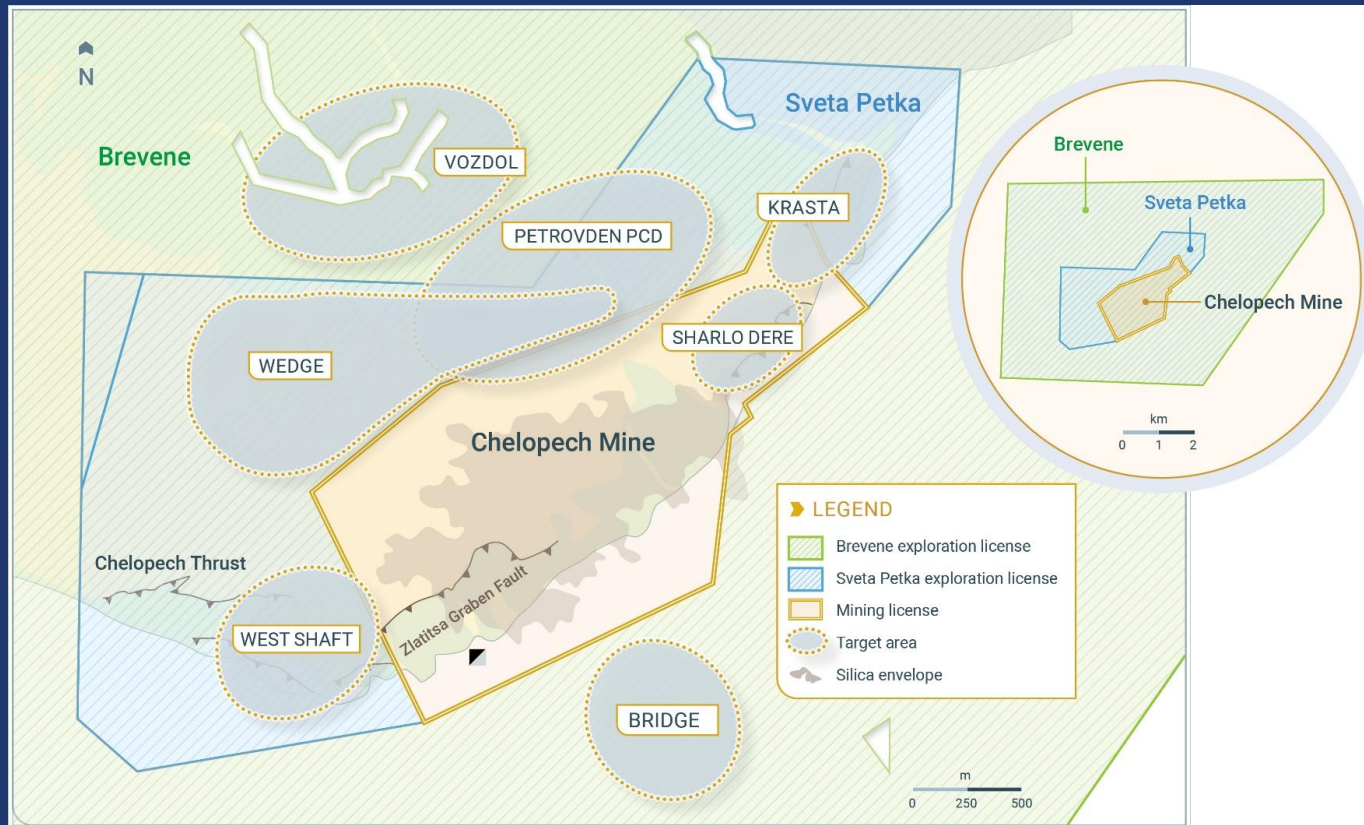 N
Brevene
VOZDOL
Sveta Petka
KRASTA
PETROVDEN PCD
SHARLO DERE
WEDGE
Chelopech Mine
Chelopech Thrust
Zlatitsa Graben Fault
WEST SHAFT
BRIDGE
Brevene
Sveta Petka
Chelopech Mine
km
0 1 2
LEGEND
Brevene exploration license
Sveta Petka exploration license
Mining license
Target area
Silica envelope
m
0 250 500